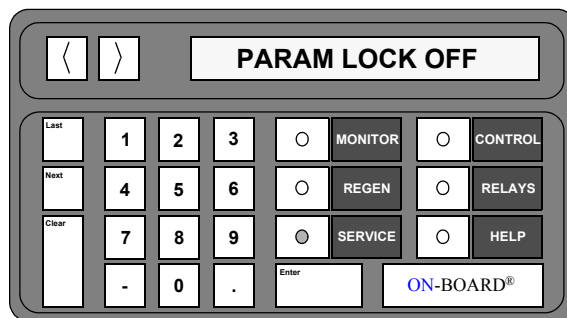 〈 〉 PARAM LOCK OFF
Last 1 2 3 MONITOR CONTROL
Next 4 5 6 REGEN RELAYS
Clear 7 8 9 SERVICE HELP
- 0 . Enter ON-BOARD®